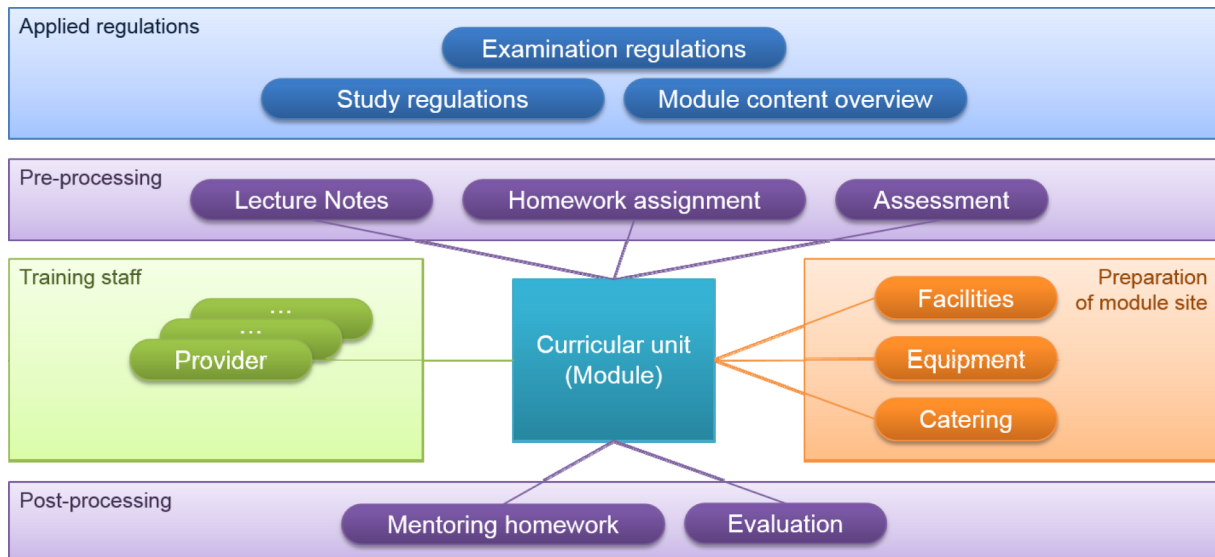 Applied regulations
Examination regulations
Study regulations
Module content overview
Pre-processing
Lecture Notes
Homework assignment
Assessment
Training staff
...
...
Provider
Curricular unit
(Module)
Preparation
of module site
Facilities
Equipment
Catering
Post-processing
Mentoring homework
Evaluation